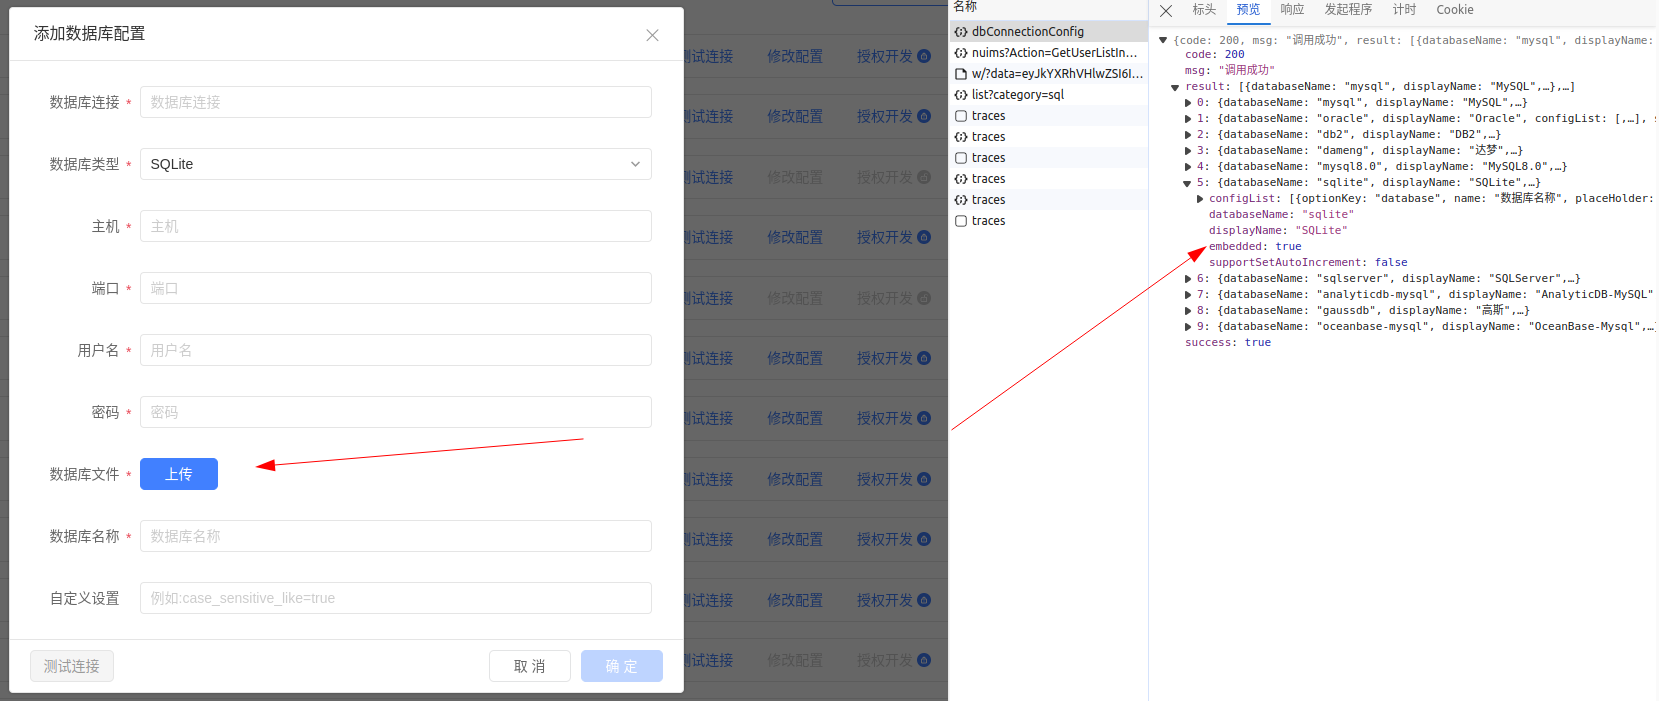 添加数据库配置
数据库连接 *
数据库连接
数据库类型 *
SQLite
主机 *
主机
端口 *
端口
用户名 *
用户名
密码 *
密码
数据库文件 *
上传
数据库名称 *
数据库名称
自定义设置
例如:case_sensitive_like=true
测试连接
取 消
确 定
测试连接 修改配置 授权开发
测试连接 修改配置 授权开发
测试连接 修改配置 授权开发
测试连接 修改配置 授权开发
测试连接 修改配置 授权开发
测试连接 修改配置 授权开发
测试连接 修改配置 授权开发
测试连接 修改配置 授权开发
测试连接 修改配置 授权开发
测试连接 修改配置 授权开发
测试连接 修改配置 授权开发
名称
dbConnectionConfig
nuims?Action=GetUserListIn...
w/?data=eyJkYXRhVHlwZSI6I...
list?category=sql
traces
traces
traces
traces
traces
traces
标头 预览 响应 发起程序 计时 Cookie
{code: 200, msg: "调用成功", result: [{databaseName: "mysql", displayName:
code: 200
msg: "调用成功"
result: [{databaseName: "mysql", displayName: "MySQL",…},…]
0: {databaseName: "mysql", displayName: "MySQL",…}
1: {databaseName: "oracle", displayName: "Oracle", configList: [,…], s
2: {databaseName: "db2", displayName: "DB2",…}
3: {databaseName: "dameng", displayName: "达梦",…}
4: {databaseName: "mysql8.0", displayName: "MySQL8.0",…}
5: {databaseName: "sqlite", displayName: "SQLite",…}
configList: [{optionKey: "database", name: "数据库名称", placeHolder:
databaseName: "sqlite"
displayName: "SQLite"
embedded: true
supportSetAutoIncrement: false
6: {databaseName: "sqlserver", displayName: "SQLServer",…}
7: {databaseName: "analyticdb-mysql", displayName: "AnalyticDB-MySQL"
8: {databaseName: "gaussdb", displayName: "高斯",…}
9: {databaseName: "oceanbase-mysql", displayName: "OceanBase-Mysql",…}
success: true